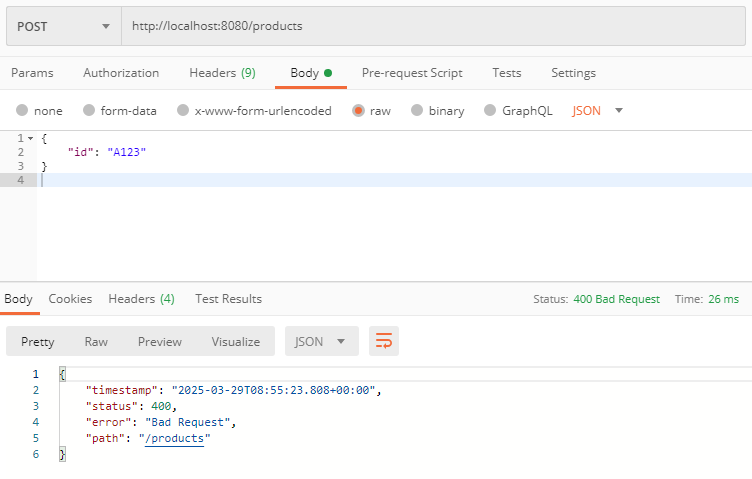 POST http://localhost:8080/products
Params Authorization Headers (9) Body Pre-request Script Tests Settings
none form-data x-www-form-urlencoded raw binary GraphQL JSON
1 {
2 "id": "A123"
3 }
4
Body Cookies Headers (4) Test Results Status: 400 Bad Request Time: 26 ms
Pretty Raw Preview Visualize JSON
1 {
2 "timestamp": "2025-03-29T08:55:23.808+00:00",
3 "status": 400,
4 "error": "Bad Request",
5 "path": "/products"
6 }